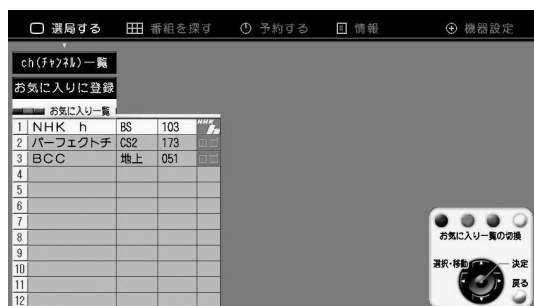 選局する 番組を探す 予約する 情報 機器設定
ch(ﾁｬﾝﾈﾙ)一覧
お気に入りに登録
お気に入り一覧
1 NHK h BS 103 NHK h
2 パーフェクトチ CS2 173
3 BCC 地上 051
4
5
6
7
8
9
10
11
12
お気に入り一覧の切換
選択・移動 決定
戻る